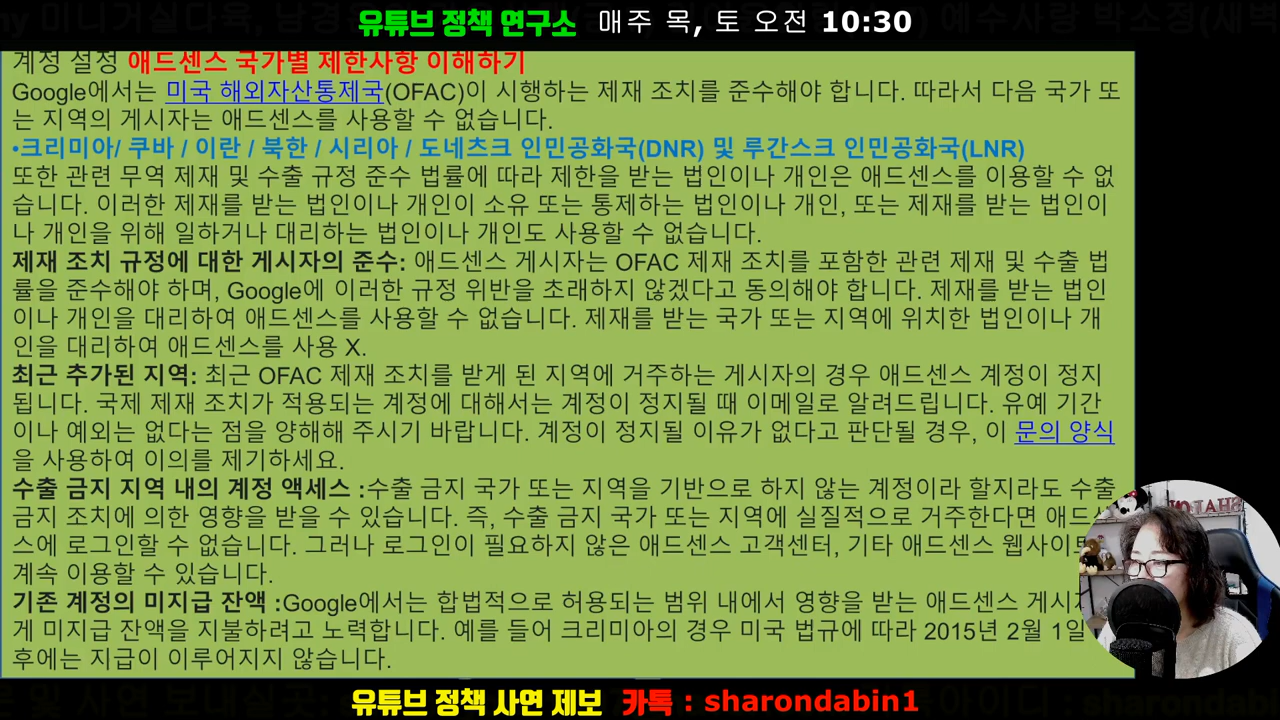 유튜브 정책 연구소 매주 목, 토 오전 10:30
계정 설정 애드센스 국가별 제한사항 이해하기
Google에서는 미국 해외자산통제국(OFAC)이 시행하는 제재 조치를 준수해야 합니다. 따라서 다음 국가 또
는 지역의 게시자는 애드센스를 사용할 수 없습니다.
•크리미아/ 쿠바 / 이란 / 북한 / 시리아 / 도네츠크 인민공화국(DNR) 및 루간스크 인민공화국(LNR)
또한 관련 무역 제재 및 수출 규정 준수 법률에 따라 제한을 받는 법인이나 개인은 애드센스를 이용할 수 없
습니다. 이러한 제재를 받는 법인이나 개인이 소유 또는 통제하는 법인이나 개인, 또는 제재를 받는 법인이
나 개인을 위해 일하거나 대리하는 법인이나 개인도 사용할 수 없습니다.
제재 조치 규정에 대한 게시자의 준수: 애드센스 게시자는 OFAC 제재 조치를 포함한 관련 제재 및 수출 법
률을 준수해야 하며, Google에 이러한 규정 위반을 초래하지 않겠다고 동의해야 합니다. 제재를 받는 법인
이나 개인을 대리하여 애드센스를 사용할 수 없습니다. 제재를 받는 국가 또는 지역에 위치한 법인이나 개
인을 대리하여 애드센스를 사용 X.
최근 추가된 지역: 최근 OFAC 제재 조치를 받게 된 지역에 거주하는 게시자의 경우 애드센스 계정이 정지
됩니다. 국제 제재 조치가 적용되는 계정에 대해서는 계정이 정지될 때 이메일로 알려드립니다. 유예 기간
이나 예외는 없다는 점을 양해해 주시기 바랍니다. 계정이 정지될 이유가 없다고 판단될 경우, 이 문의 양식
을 사용하여 이의를 제기하세요.
수출 금지 지역 내의 계정 액세스 :수출 금지 국가 또는 지역을 기반으로 하지 않는 계정이라 할지라도 수출
금지 조치에 의한 영향을 받을 수 있습니다. 즉, 수출 금지 국가 또는 지역에 실질적으로 거주한다면 애드
스에 로그인할 수 없습니다. 그러나 로그인이 필요하지 않은 애드센스 고객센터, 기타 애드센스 웹사이
계속 이용할 수 있습니다.
기존 계정의 미지급 잔액 :Google에서는 합법적으로 허용되는 범위 내에서 영향을 받는 애드센스 게시
게 미지급 잔액을 지불하려고 노력합니다. 예를 들어 크리미아의 경우 미국 법규에 따라 2015년 2월 1일
후에는 지급이 이루어지지 않습니다.
유튜브 정책 사연 제보 카톡 : sharondabin1